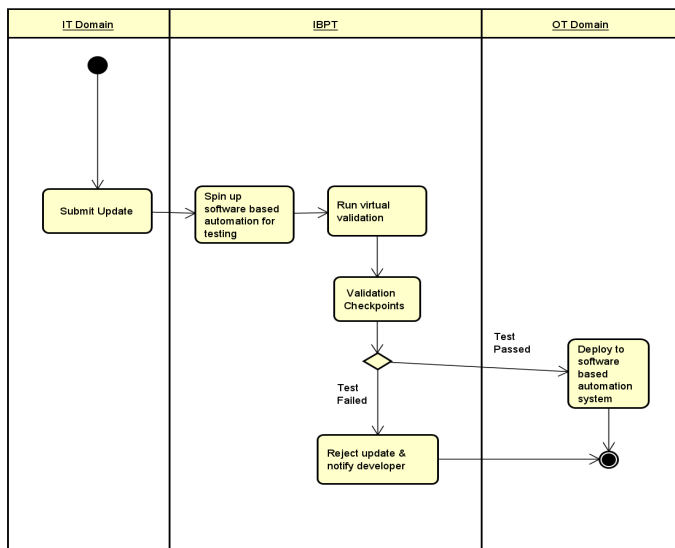 IT Domain
IBPT
OT Domain
Submit Update
Spin up
software based
automation for
testing
Run virtual
validation
Validation
Checkpoints
Test
Passed
Deploy to
software
based
automation
system
Test
Failed
Reject update &
notify developer